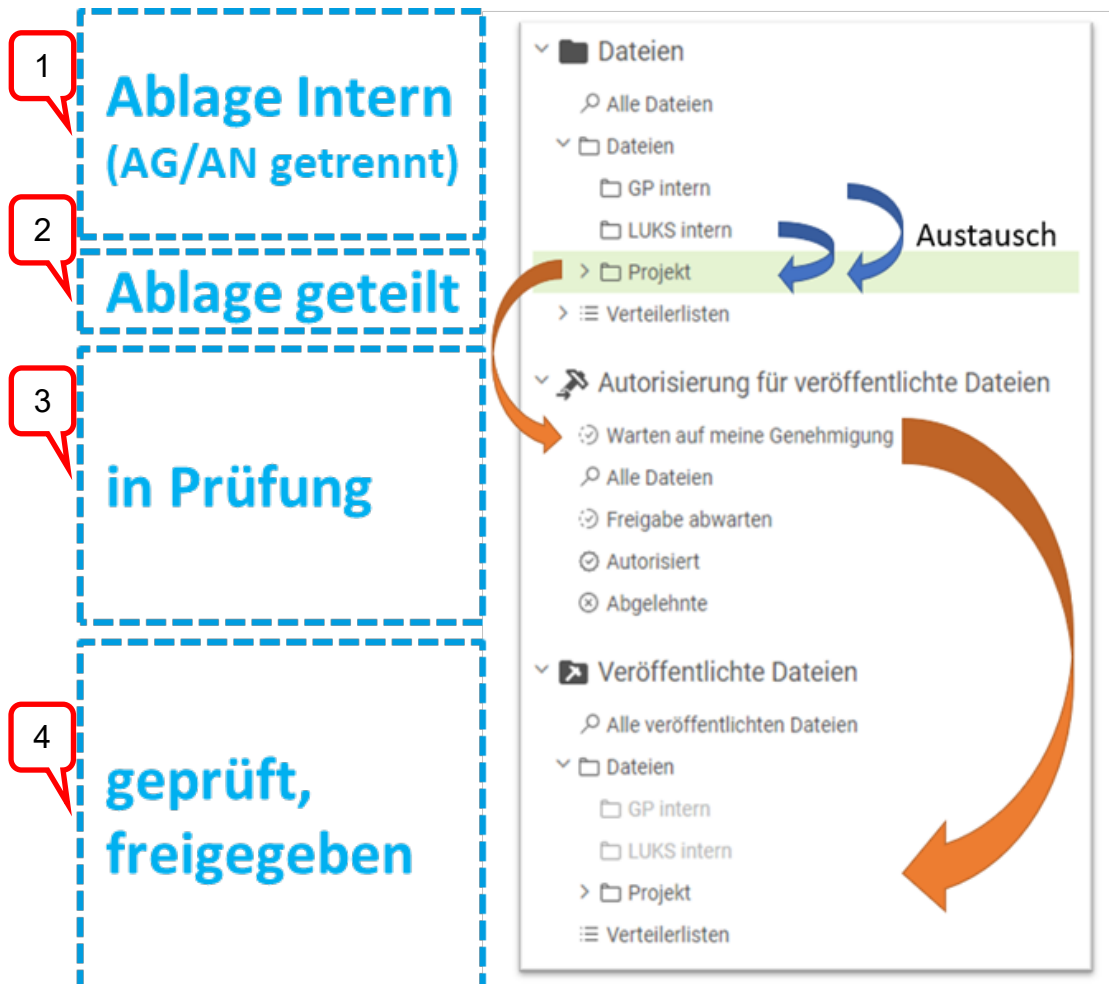 1
Ablage Intern
(AG/AN getrennt)
2
Ablage geteilt
3
in Prüfung
4
geprüft,
freigegeben
Dateien
Alle Dateien
Dateien
GP intern
LUKS intern
Austausch
Projekt
Verteilerlisten
Autorisierung für veröffentlichte Dateien
Warten auf meine Genehmigung
Alle Dateien
Freigabe abwarten
Autorisiert
Abgelehnte
Veröffentlichte Dateien
Alle veröffentlichten Dateien
Dateien
GP intern
LUKS intern
Projekt
Verteilerlisten